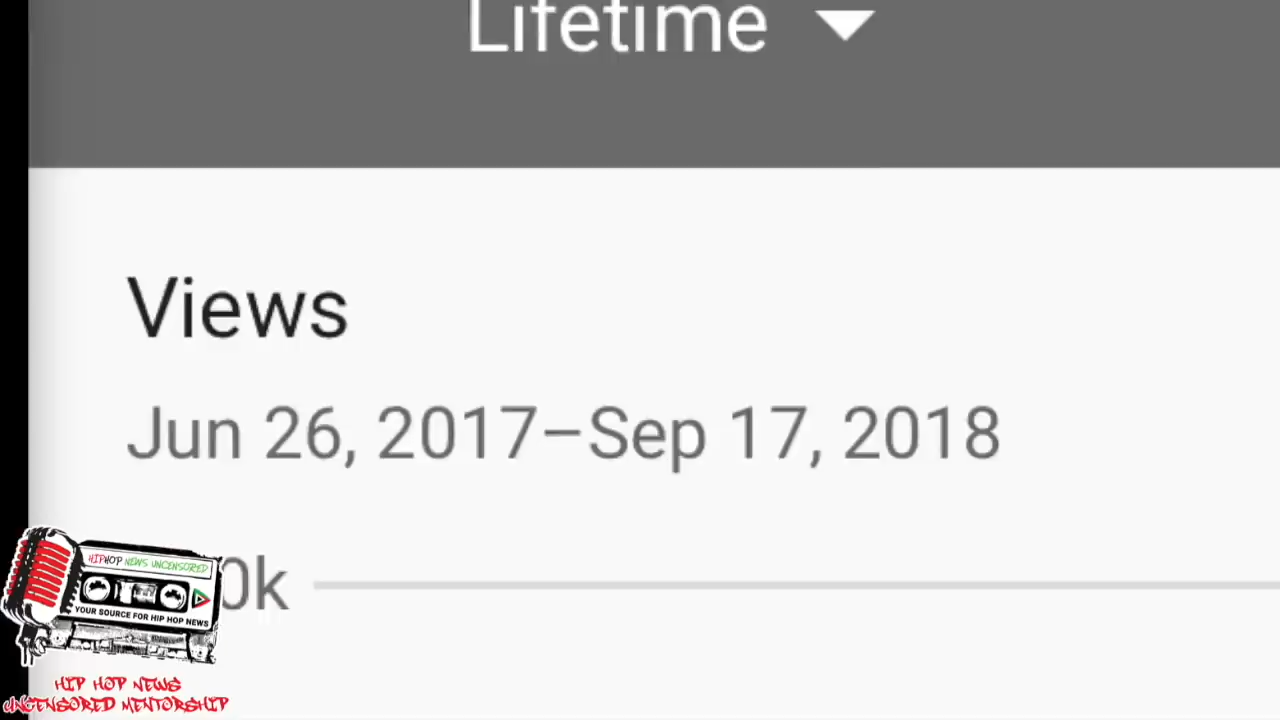 Lifetime
Views
Jun 26, 2017–Sep 17, 2018
0k
HIPHOP NEWS UNCENSORED
YOUR SOURCE FOR HIP HOP NEWS
HIP HOP NEWS
UNCENSORED MENTORSHIP